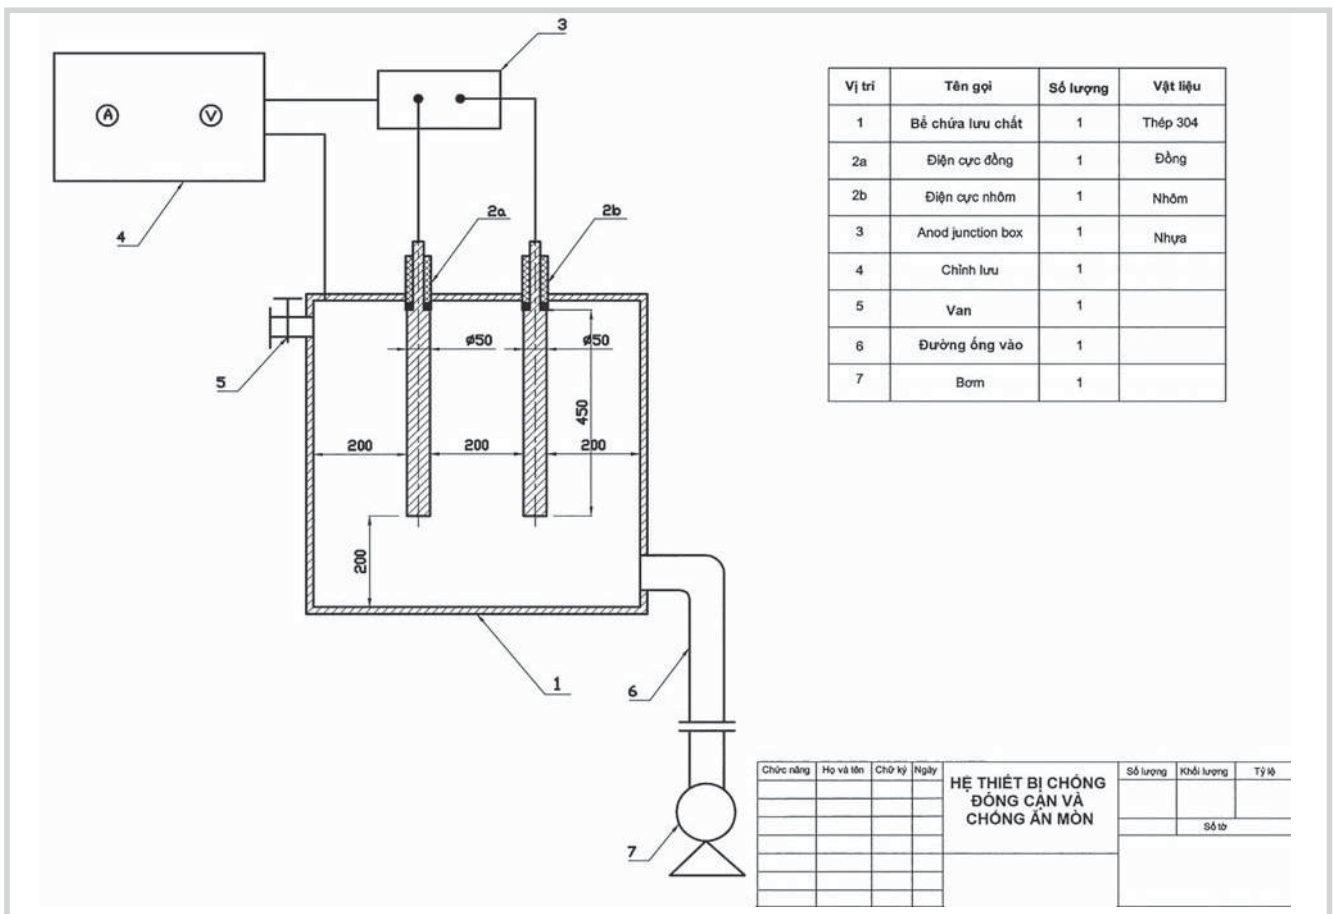 3
A
V
4
2a
2b
5
ø50
ø50
450
200
200
200
200
1
6
7
Vị trí Tên gọi Số lượng Vật liệu
1 Bể chứa lưu chất 1 Thép 304
2a Điện cực đồng 1 Đồng
2b Điện cực nhôm 1 Nhôm
3 Anod junction box 1 Nhựa
4 Chỉnh lưu 1
5 Van 1
6 Đường ống vào 1
7 Bơm 1
Chức năng Họ và tên Chữ ký Ngày
HỆ THIẾT BỊ CHỐNG
ĐÓNG CẶN VÀ
CHỐNG ĂN MÒN
Số lượng Khối lượng Tỷ lệ
Số tờ